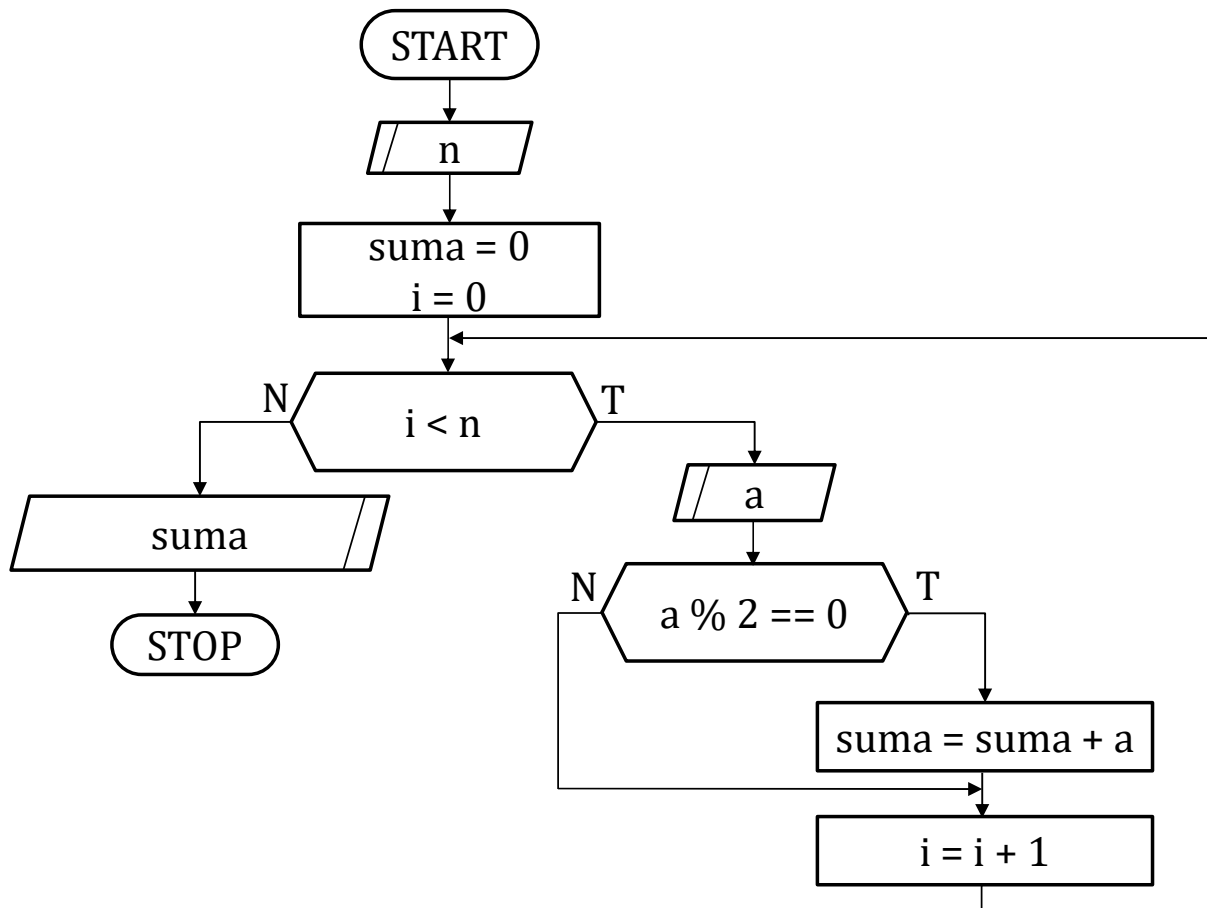 START
n
suma = 0
i = 0
N
T
i < n
a
suma
N
T
a % 2 == 0
STOP
suma = suma + a
i = i + 1